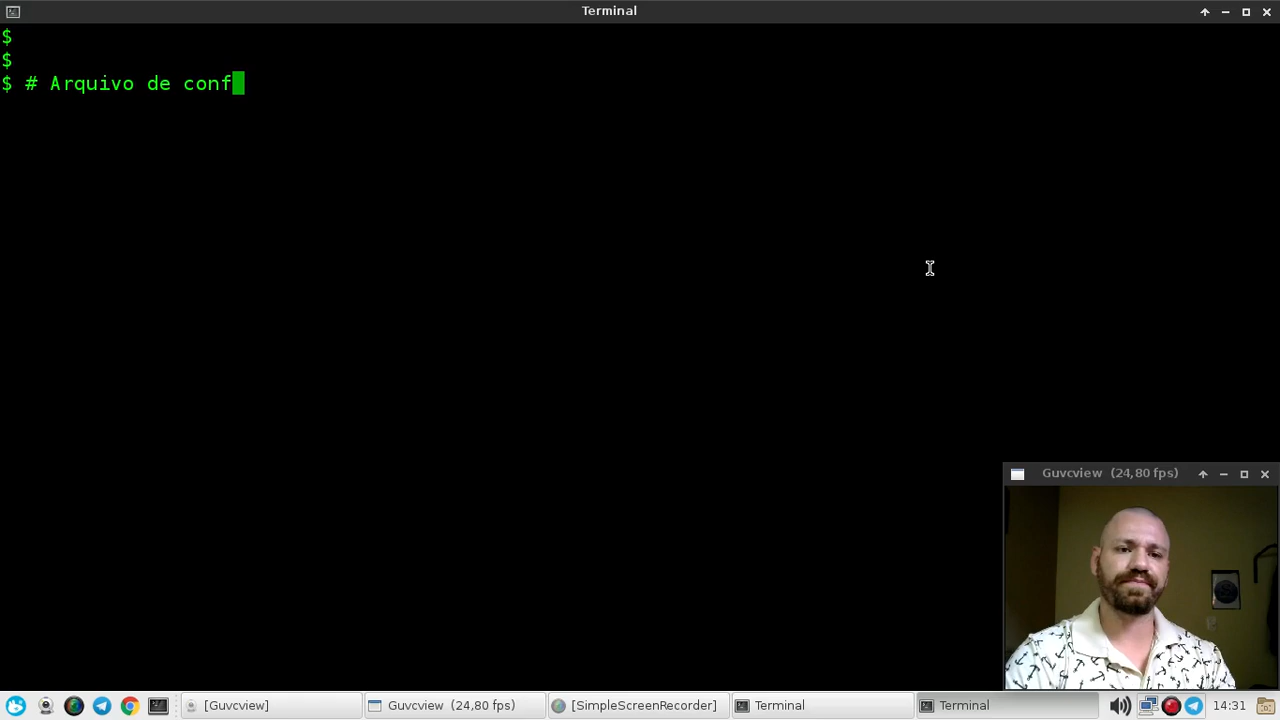 Terminal
$
$
$ # Arquivo de conf
Guvcview (24,80 fps)
[Guvcview]
Guvcview (24,80 fps)
[SimpleScreenRecorder]
Terminal
Terminal
14:31